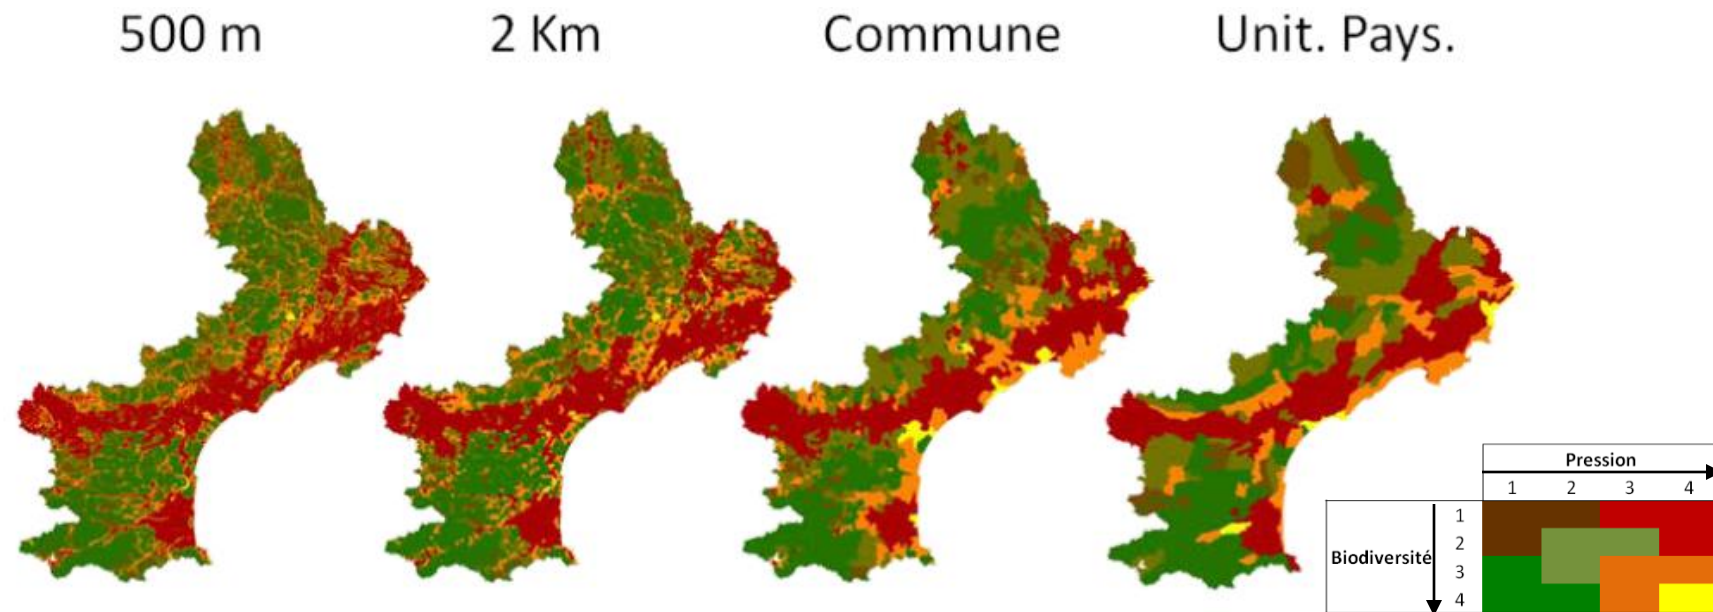 500 m
2 Km
Commune
Unit. Pays.
Pression
1 2 3 4
1
2
Biodiversité
3
4